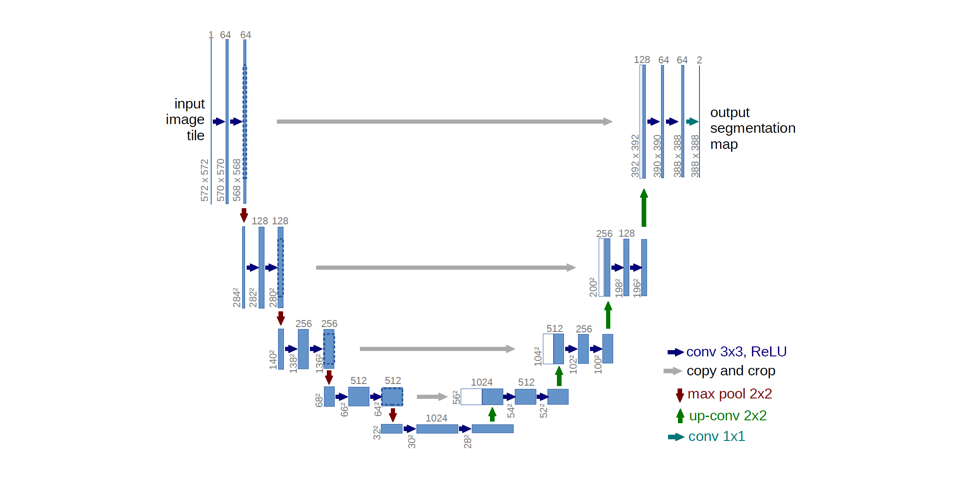 1 64 64
input
image
tile
572 x 572
570 x 570
568 x 568
128 64 64 2
output
segmentation
map
392 x 392
390 x 390
388 x 388
388 x 388
128 128
284²
282²
280²
256 128
200²
198²
196²
256 256
140²
138²
136²
512 256
104²
102²
100²
512 512
68²
66²
64²
1024 512
56²
54²
52²
1024
32²
30²
28²
conv 3x3, ReLU
copy and crop
max pool 2x2
up-conv 2x2
conv 1x1